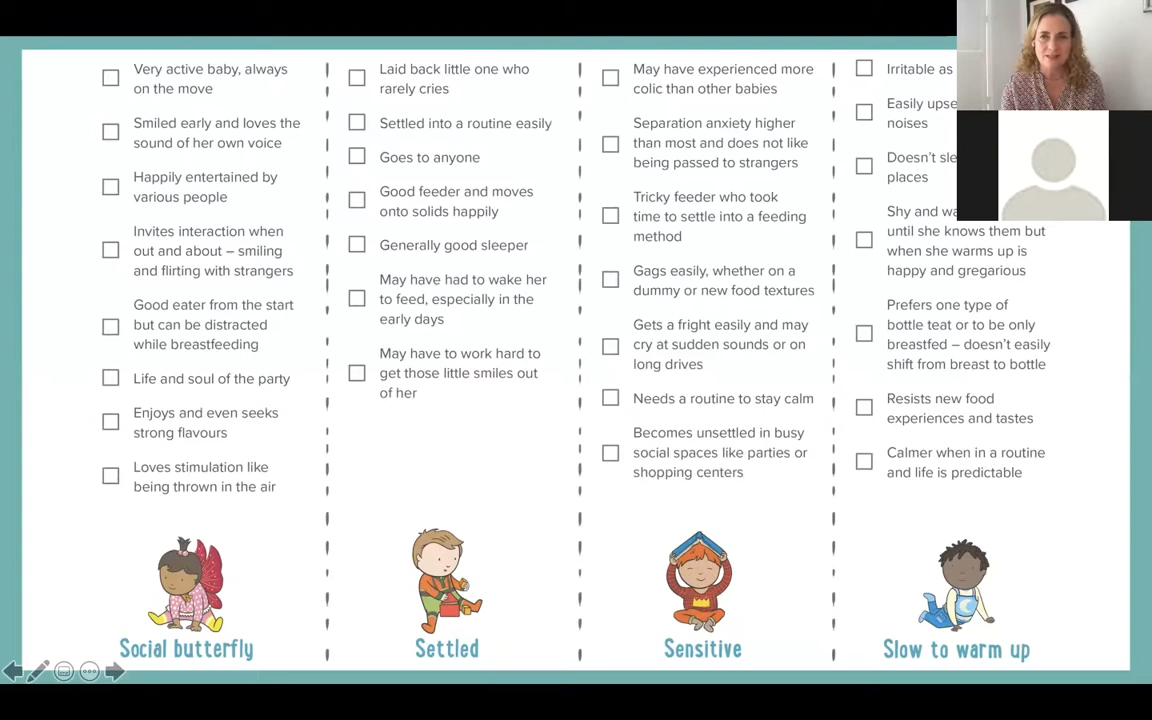 Very active baby, always
on the move
Smiled early and loves the
sound of her own voice
Happily entertained by
various people
Invites interaction when
out and about – smiling
and flirting with strangers
Good eater from the start
but can be distracted
while breastfeeding
Life and soul of the party
Enjoys and even seeks
strong flavours
Loves stimulation like
being thrown in the air
Social butterfly
Laid back little one who
rarely cries
Settled into a routine easily
Goes to anyone
Good feeder and moves
onto solids happily
Generally good sleeper
May have had to wake her
to feed, especially in the
early days
May have to work hard to
get those little smiles out
of her
Settled
May have experienced more
colic than other babies
Separation anxiety higher
than most and does not like
being passed to strangers
Tricky feeder who took
time to settle into a feeding
method
Gags easily, whether on a
dummy or new food textures
Gets a fright easily and may
cry at sudden sounds or on
long drives
Needs a routine to stay calm
Becomes unsettled in busy
social spaces like parties or
shopping centers
Sensitive
Irritable as
Easily
noises
Doesn't
places
Shy and
until she knows them but
when she warms up is
happy and gregarious
Prefers one type of
bottle teat or to be only
breastfed – doesn't easily
shift from breast to bottle
Resists new food
experiences and tastes
Calmer when in a routine
and life is predictable
Slow to warm up